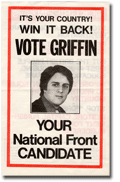 IT'S YOUR COUNTRY!
WIN IT BACK!
VOTE GRIFFIN
YOUR
National Front
CANDIDATE